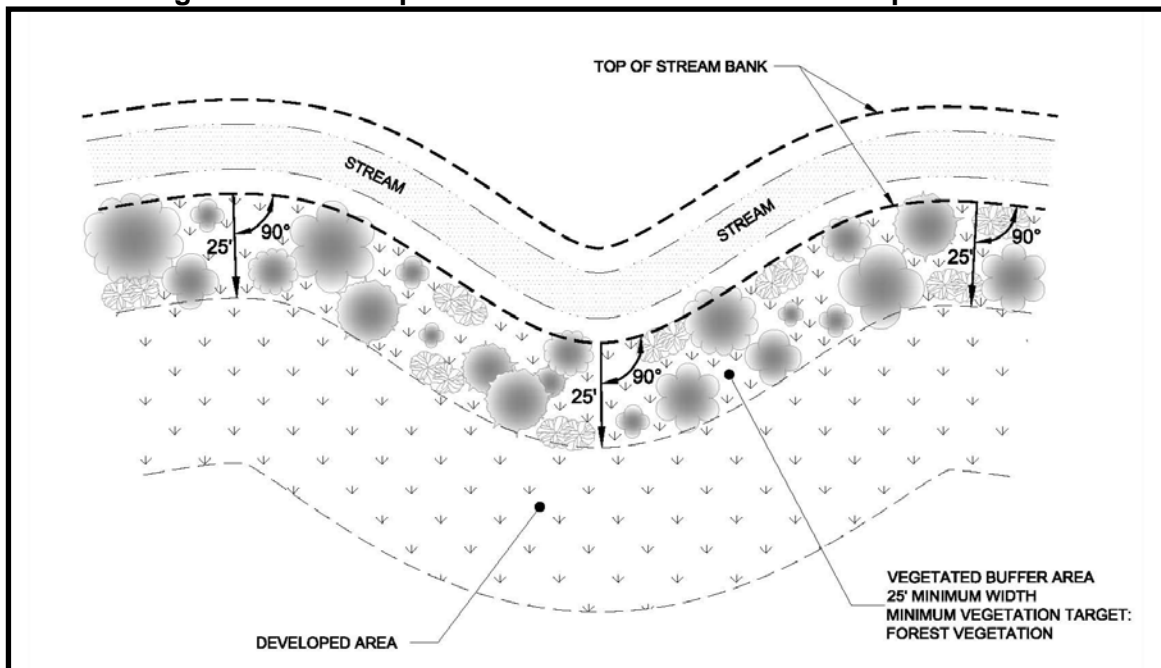 TOP OF STREAM BANK
STREAM
STREAM
25'
90°
25'
90°
25'
90°
VEGETATED BUFFER AREA
25' MINIMUM WIDTH
MINIMUM VEGETATION TARGET:
FOREST VEGETATION
DEVELOPED AREA